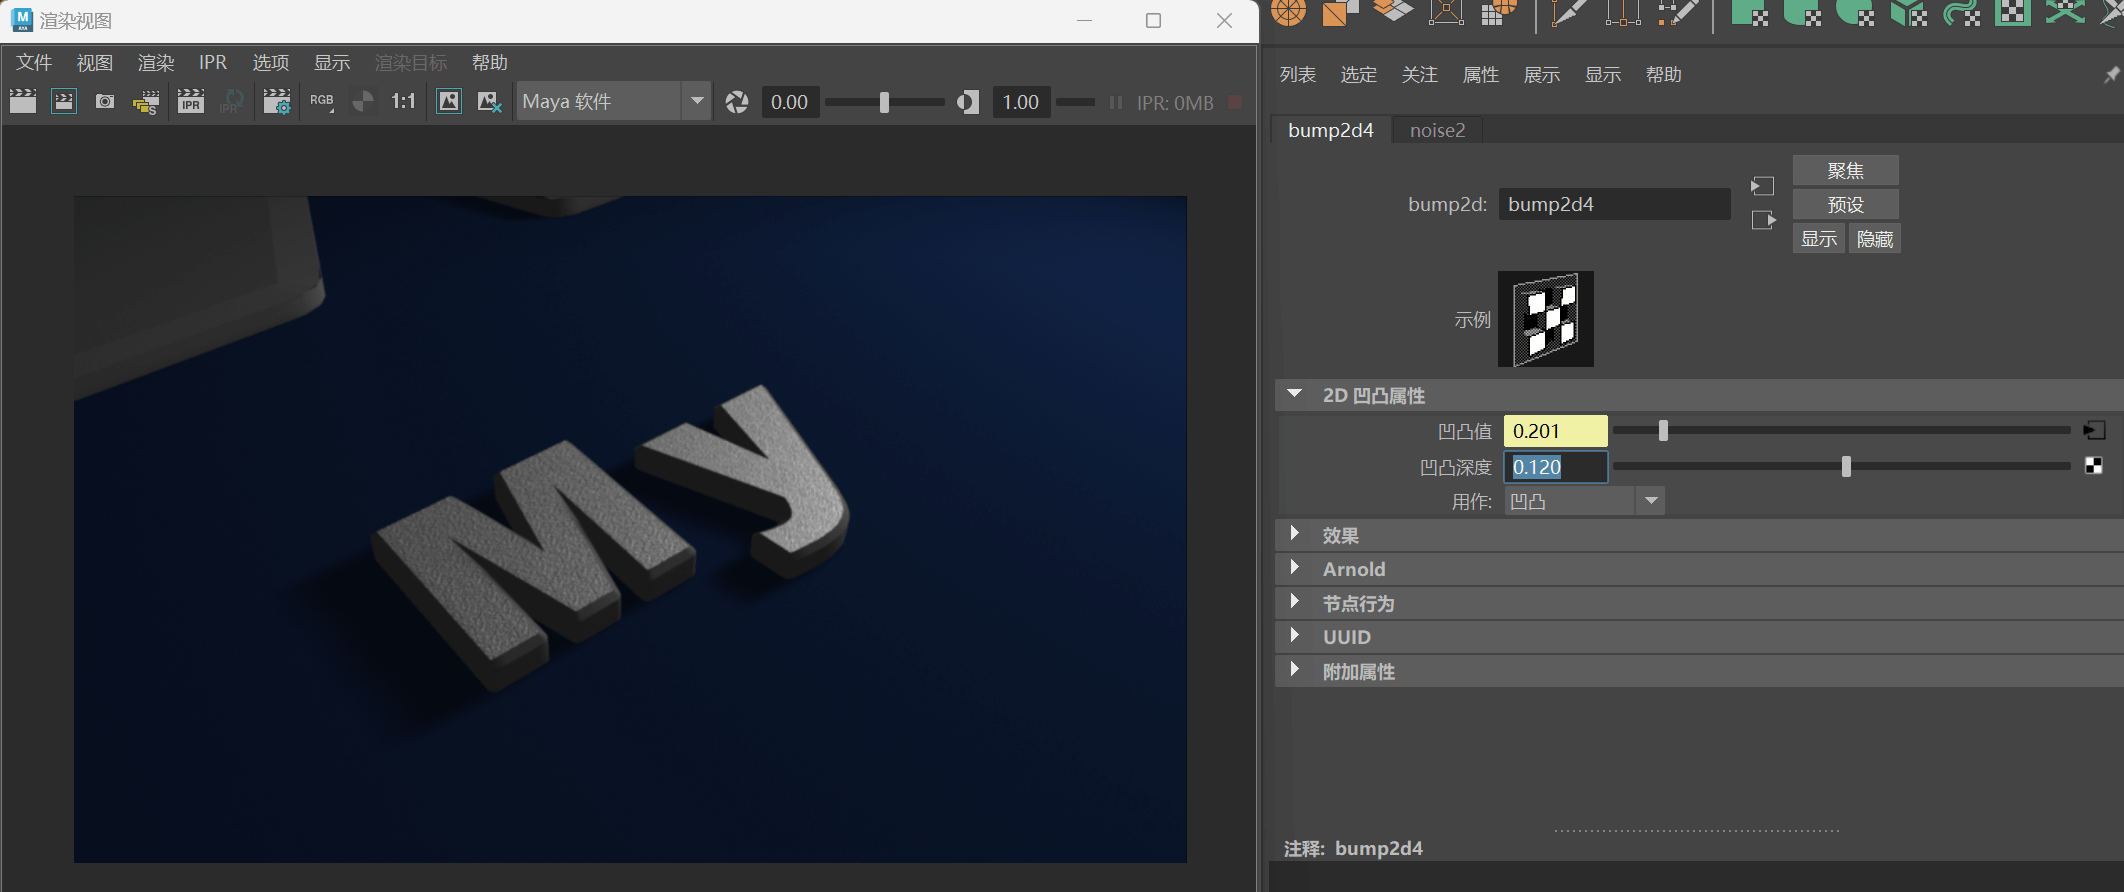 渲染视图
文件 视图 渲染 IPR 选项 显示 渲染目标 帮助
IPR IPR RGB 1:1 Maya 软件 0.00 1.00 IPR: 0MB
My
列表 选定 关注 属性 展示 显示 帮助
bump2d4 noise2
聚焦
bump2d: bump2d4
预设
显示 隐藏
示例
2D 凹凸属性
凹凸值 0.201
凹凸深度 0.120
用作: 凹凸
效果
Arnold
节点行为
UUID
附加属性
注释: bump2d4